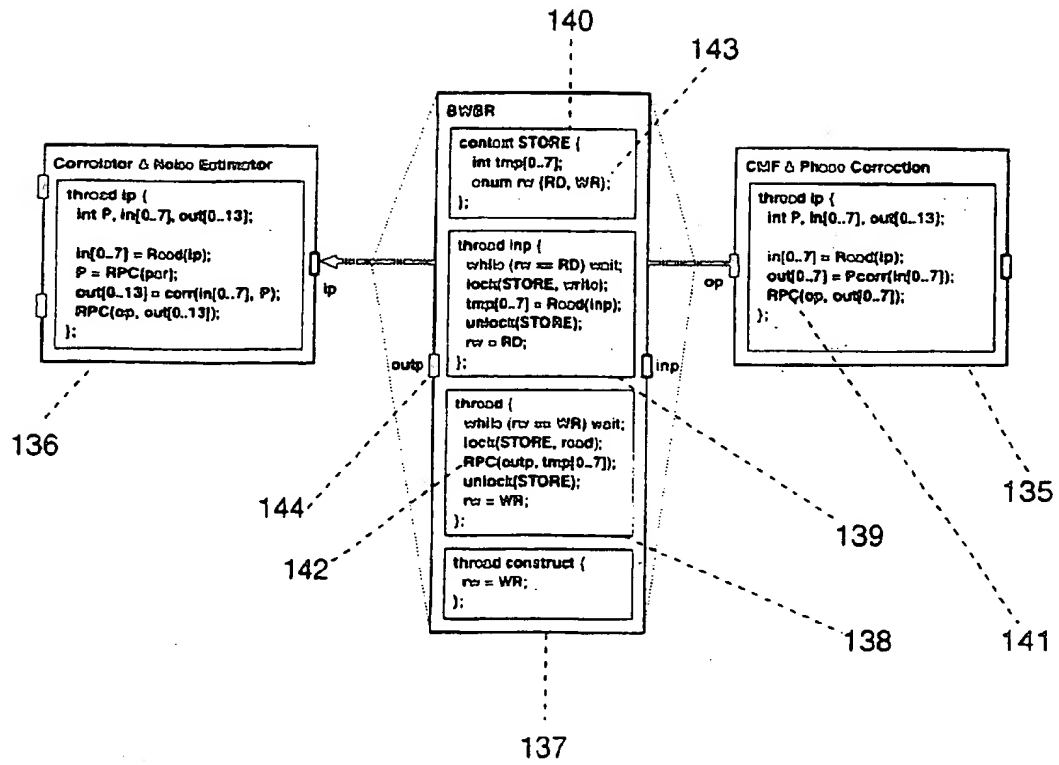 140
143
BWBR
context STORE {
int tmp[0..7];
enum rw {RD, WR};
};
Correlator & Noise Estimator
thread ip {
int P, in[0..7], out[0..13];
in[0..7] = Read(ip);
P = RPC(par);
out[0..13] = corr(in[0..7], P);
RPC(op, out[0..13]);
};
ip
thread inp {
while (rw == RD) wait;
lock(STORE, write);
tmp[0..7] = Read(inp);
unlock(STORE);
rw = RD;
};
outp
inp
CMF & Phase Correction
thread ip {
int P, in[0..7], out[0..13];
in[0..7] = Read(ip);
out[0..7] = Pcorr(in[0..7]);
RPC(op, out[0..7]);
};
op
thread {
while (rw == WR) wait;
lock(STORE, read);
RPC(outp, tmp[0..7]);
unlock(STORE);
rw = WR;
};
thread construct {
rw = WR;
};
136
144
142
139
135
138
141
137